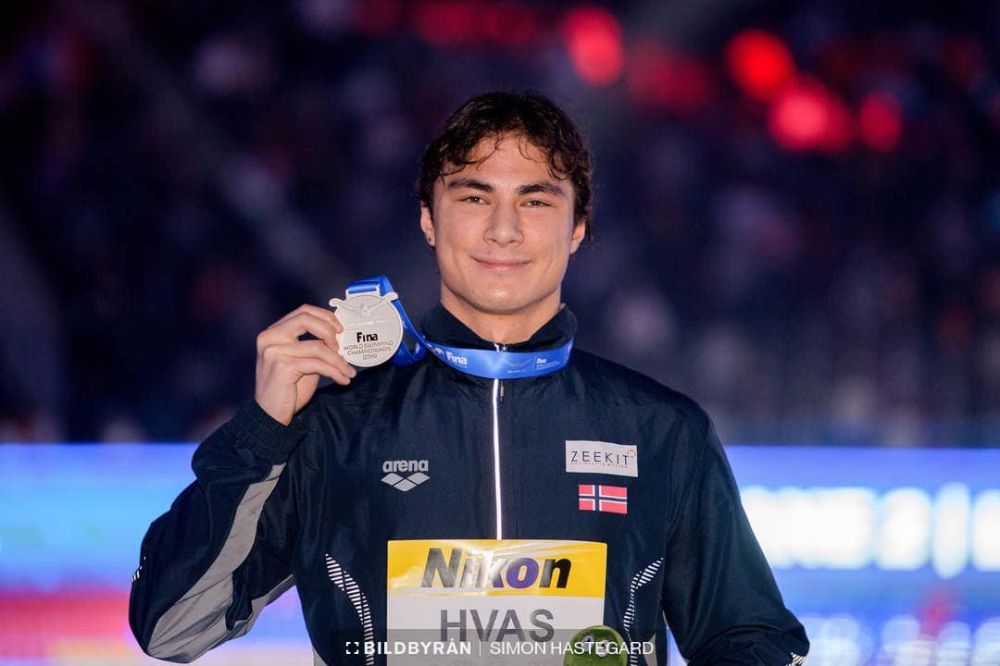 Fina
WORLD SWIMMING
CHAMPIONSHIPS
(25M)
Fina
arena
ZEEKIT
Nikon
HVAS
BILDBYRÅN | SIMON HASTEGÅRD